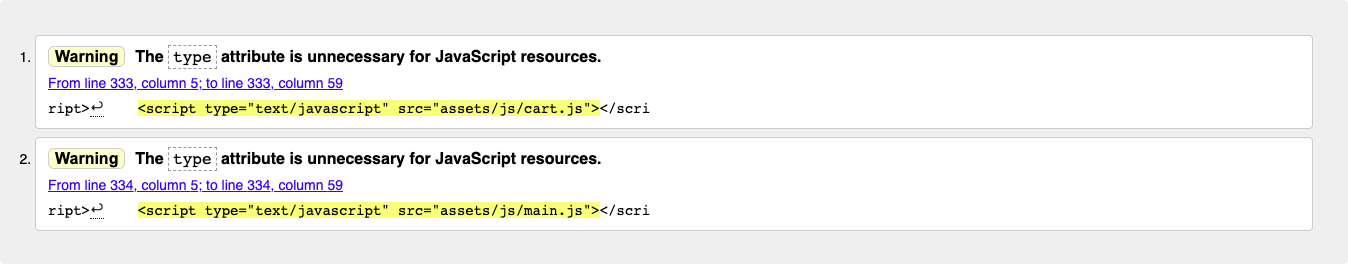 1. Warning The type attribute is unnecessary for JavaScript resources.
From line 333, column 5; to line 333, column 59
ript>↩ <script type="text/javascript" src="assets/js/cart.js"></scri
2. Warning The type attribute is unnecessary for JavaScript resources.
From line 334, column 5; to line 334, column 59
ript>↩ <script type="text/javascript" src="assets/js/main.js"></scri